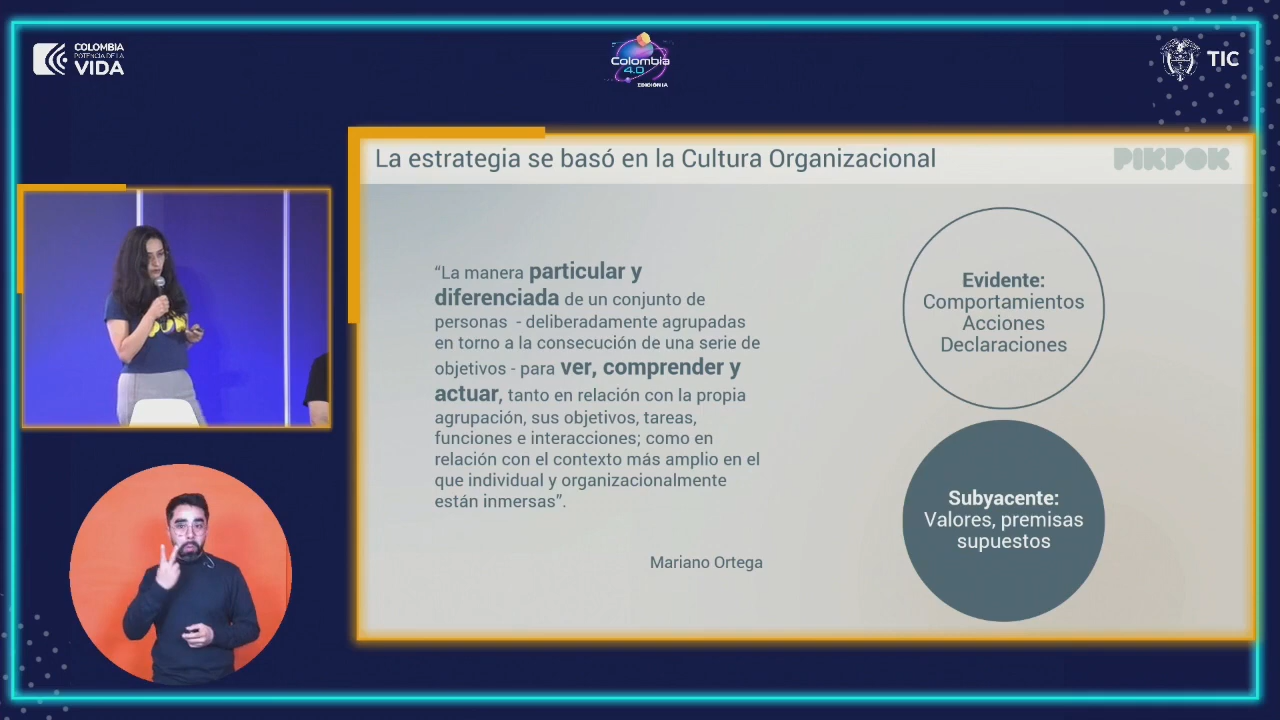 COLOMBIA
POTENCIA DE LA
VIDA
Colombia
4.0
EDICIÓN IA
TIC
La estrategia se basó en la Cultura Organizacional
PIKPOK
“La manera particular y
diferenciada de un conjunto de
personas - deliberadamente agrupadas
en torno a la consecución de una serie de
objetivos - para ver, comprender y
actuar, tanto en relación con la propia
agrupación, sus objetivos, tareas,
funciones e interacciones; como en
relación con el contexto más amplio en el
que individual y organizacionalmente
están inmersas”.
Mariano Ortega
Evidente:
Comportamientos
Acciones
Declaraciones
Subyacente:
Valores, premisas
supuestos